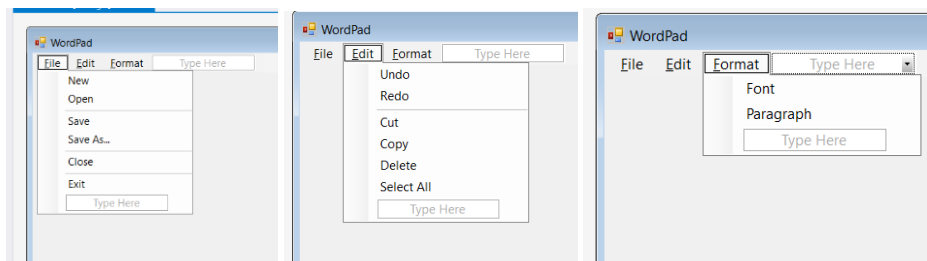 WordPad
File Edit Format Type Here
New
Open
Save
Save As...
Close
Exit
Type Here
WordPad
File Edit Format Type Here
Undo
Redo
Cut
Copy
Delete
Select All
Type Here
WordPad
File Edit Format Type Here
Font
Paragraph
Type Here